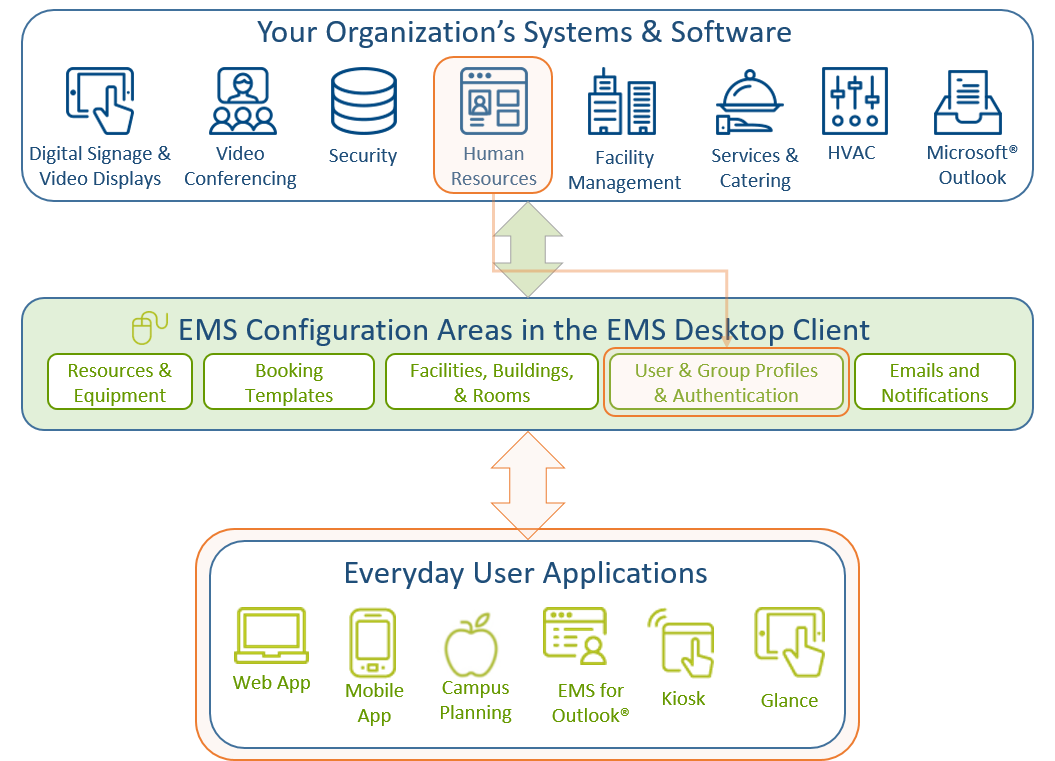 Your Organization's Systems & Software
Digital Signage &
Video Displays
Video
Conferencing
Security
Human
Resources
Facility
Management
Services &
Catering
HVAC
Microsoft®
Outlook
EMS Configuration Areas in the EMS Desktop Client
Resources &
Equipment
Booking
Templates
Facilities, Buildings,
& Rooms
User & Group Profiles
& Authentication
Emails and
Notifications
Everyday User Applications
Web App
Mobile
App
Campus
Planning
EMS for
Outlook®
Kiosk
Glance